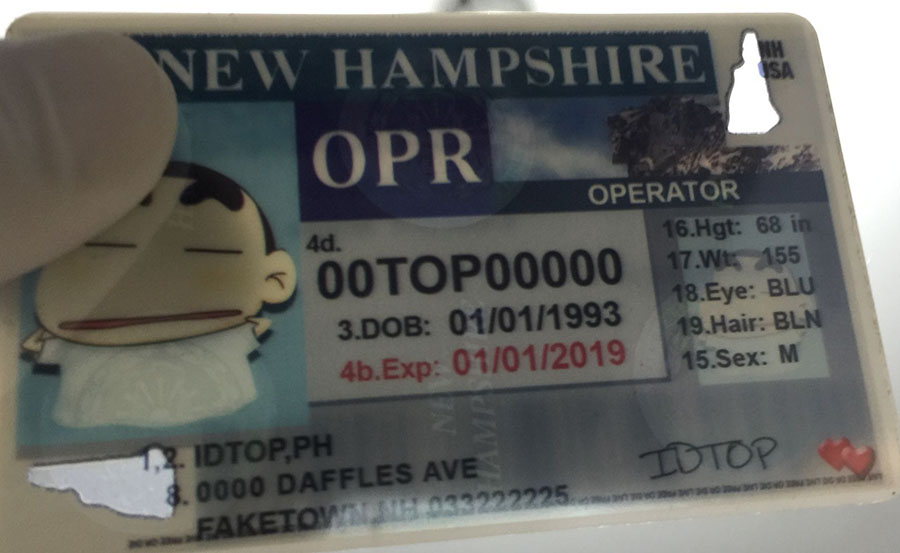 NEW HAMPSHIRE
NH
USA
OPR
OPERATOR
4d.
00TOP00000
3.DOB: 01/01/1993
4b.Exp: 01/01/2019
16.Hgt: 68 in
17.Wt: 155
18.Eye: BLU
19.Hair: BLN
15.Sex: M
NEW
HAMPSHIRE
1,2. IDTOP,PH
8. 0000 DAFFLES AVE
FAKETOWN,NH 033222225
IDTOP